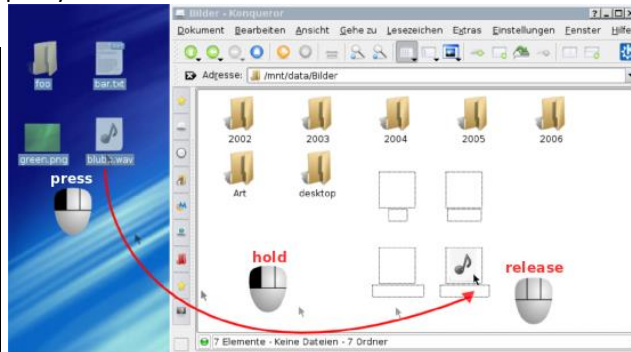 Bilder - Konqueror
Dokument Bearbeiten Ansicht Gehe zu Lesezeichen Extras Einstellungen Fenster Hilfe
Adresse: /mnt/data/Bilder
foo bar.txt
green.png blubb.wav
press
2002 2003 2004 2005 2006
Art desktop
hold
release
7 Elemente - Keine Dateien - 7 Ordner